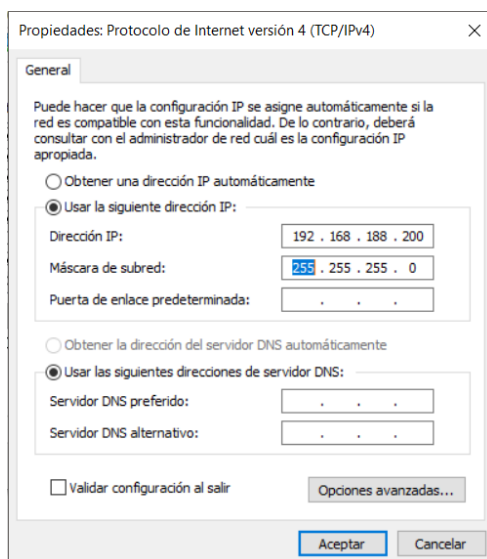 Propiedades: Protocolo de Internet versión 4 (TCP/IPv4)
General
Puede hacer que la configuración IP se asigne automáticamente si la
red es compatible con esta funcionalidad. De lo contrario, deberá
consultar con el administrador de red cuál es la configuración IP
apropiada.
Obtener una dirección IP automáticamente
Usar la siguiente dirección IP:
Dirección IP: 192 . 168 . 188 . 200
Máscara de subred: 255 . 255 . 255 . 0
Puerta de enlace predeterminada: . . .
Obtener la dirección del servidor DNS automáticamente
Usar las siguientes direcciones de servidor DNS:
Servidor DNS preferido: . . .
Servidor DNS alternativo: . . .
Validar configuración al salir Opciones avanzadas...
Aceptar Cancelar